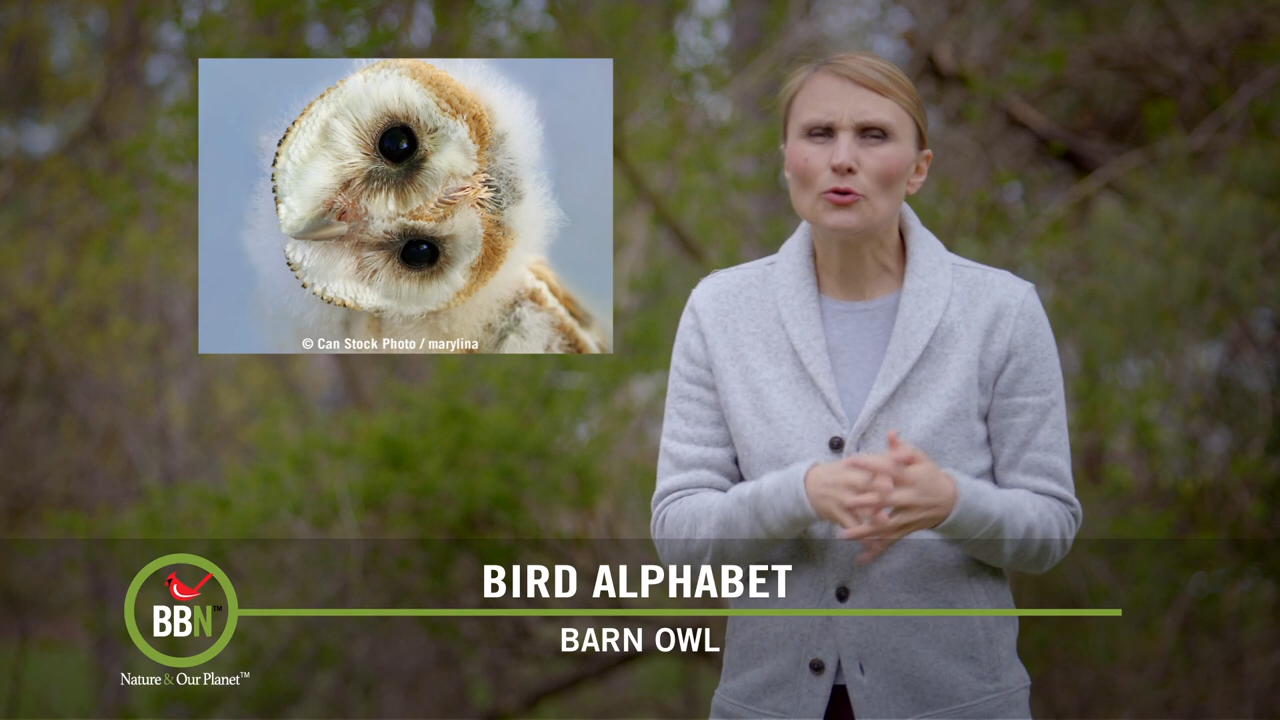 © Can Stock Photo / marylina
BIRD ALPHABET
BBN™
BARN OWL
Nature & Our Planet™